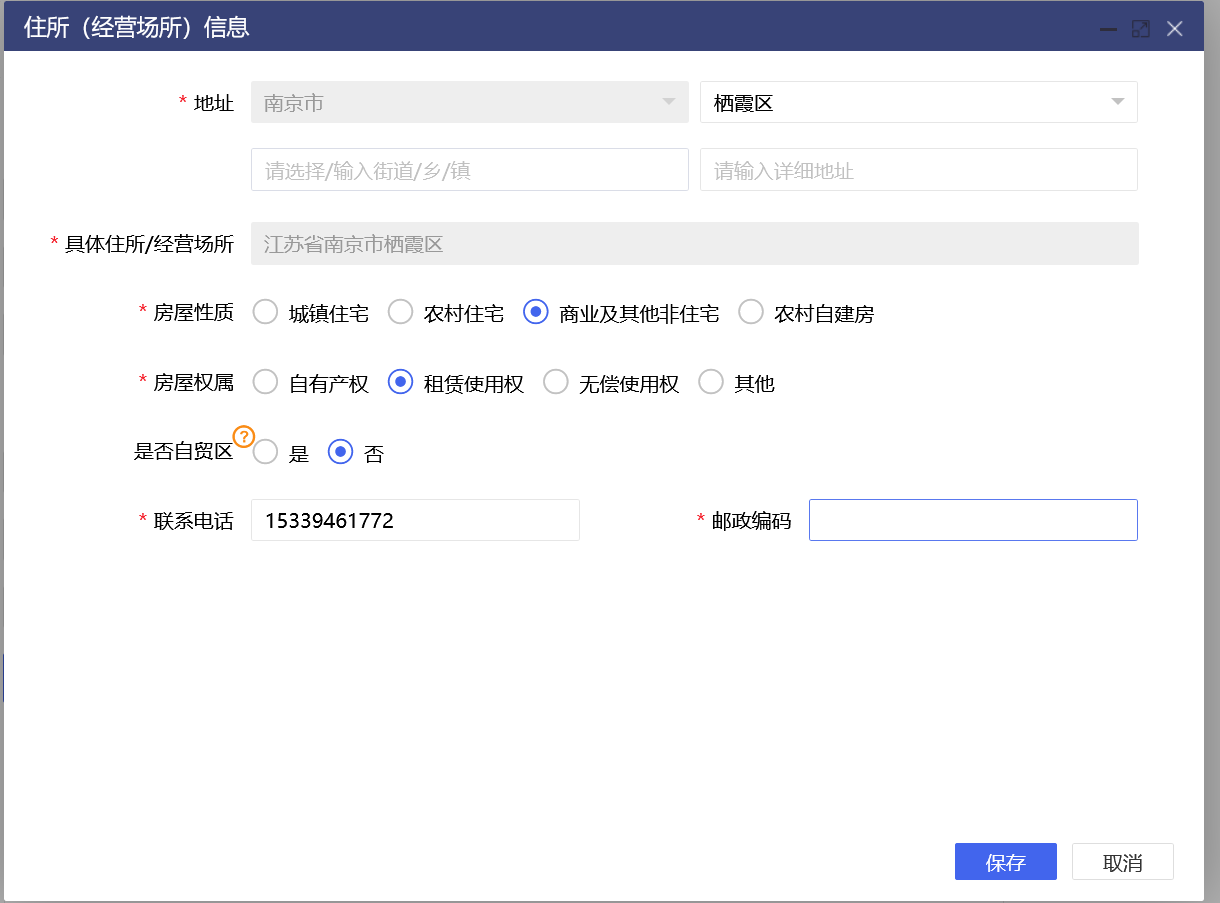 住所（经营场所）信息
* 地址 南京市 栖霞区
请选择/输入街道/乡/镇 请输入详细地址
* 具体住所/经营场所 江苏省南京市栖霞区
* 房屋性质 城镇住宅 农村住宅 商业及其他非住宅 农村自建房
* 房屋权属 自有产权 租赁使用权 无偿使用权 其他
是否自贸区 ? 是 否
* 联系电话 15339461772 * 邮政编码
保存 取消